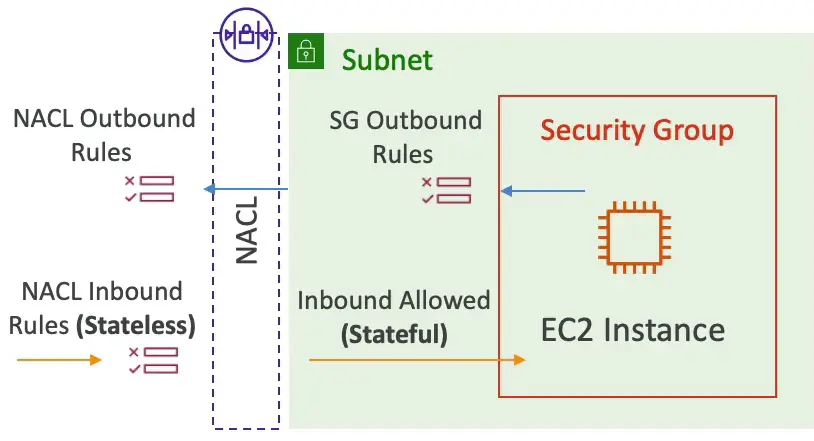 Subnet
NACL Outbound
Rules
SG Outbound
Rules
Security Group
NACL
NACL Inbound
Rules (Stateless)
Inbound Allowed
(Stateful)
EC2 Instance